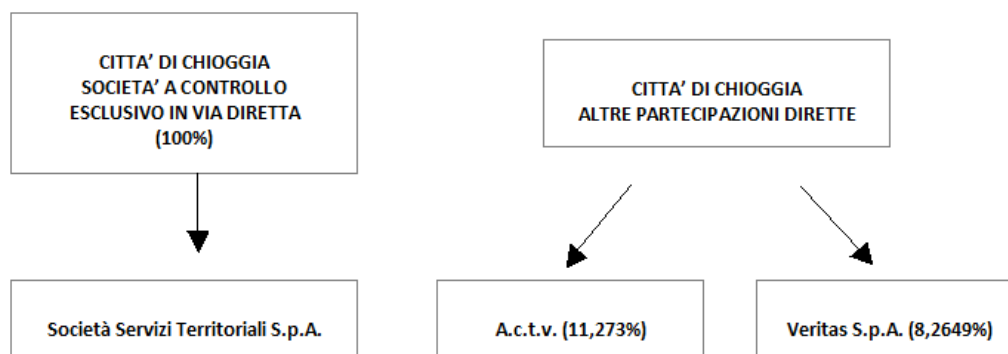 CITTA’ DI CHIOGGIA
SOCIETA’ A CONTROLLO
ESCLUSIVO IN VIA DIRETTA
(100%)
CITTA’ DI CHIOGGIA
ALTRE PARTECIPAZIONI DIRETTE
Società Servizi Territoriali S.p.A.
A.c.t.v. (11,273%)
Veritas S.p.A. (8,2649%)